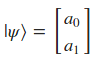 |ψ⟩ = [a₀
a₁]